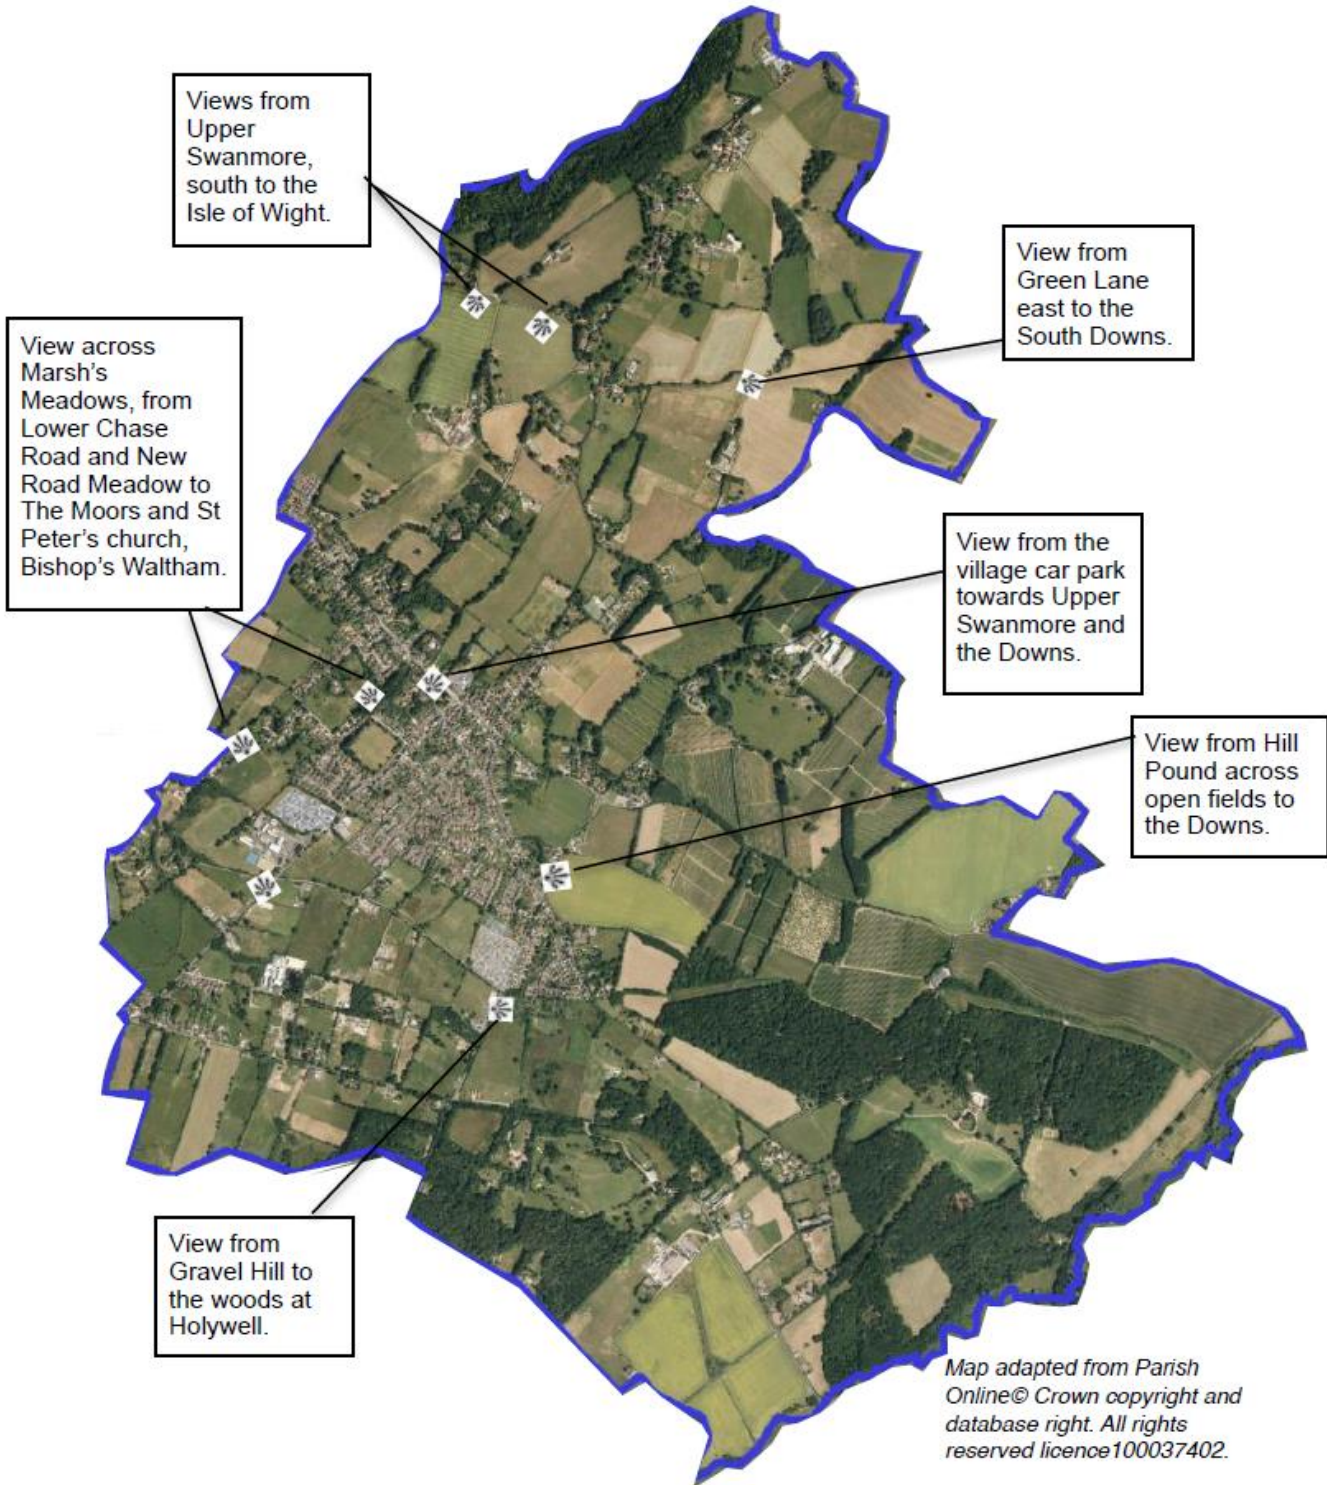 Views from
Upper
Swanmore,
south to the
Isle of Wight.
View from
Green Lane
east to the
South Downs.
View across
Marsh's
Meadows, from
Lower Chase
Road and New
Road Meadow to
The Moors and St
Peter's church,
Bishop's Waltham.
View from the
village car park
towards Upper
Swanmore and
the Downs.
View from Hill
Pound across
open fields to
the Downs.
View from
Gravel Hill to
the woods at
Holywell.
Map adapted from Parish
Online© Crown copyright and
database right. All rights
reserved licence100037402.